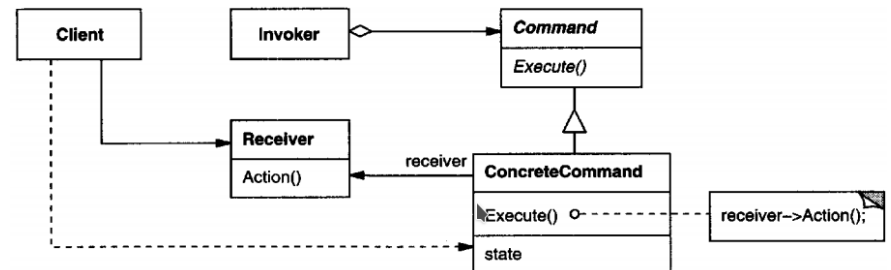 Client
Invoker
Command
Execute()
Receiver
Action()
receiver
ConcreteCommand
Execute()
receiver->Action();
state